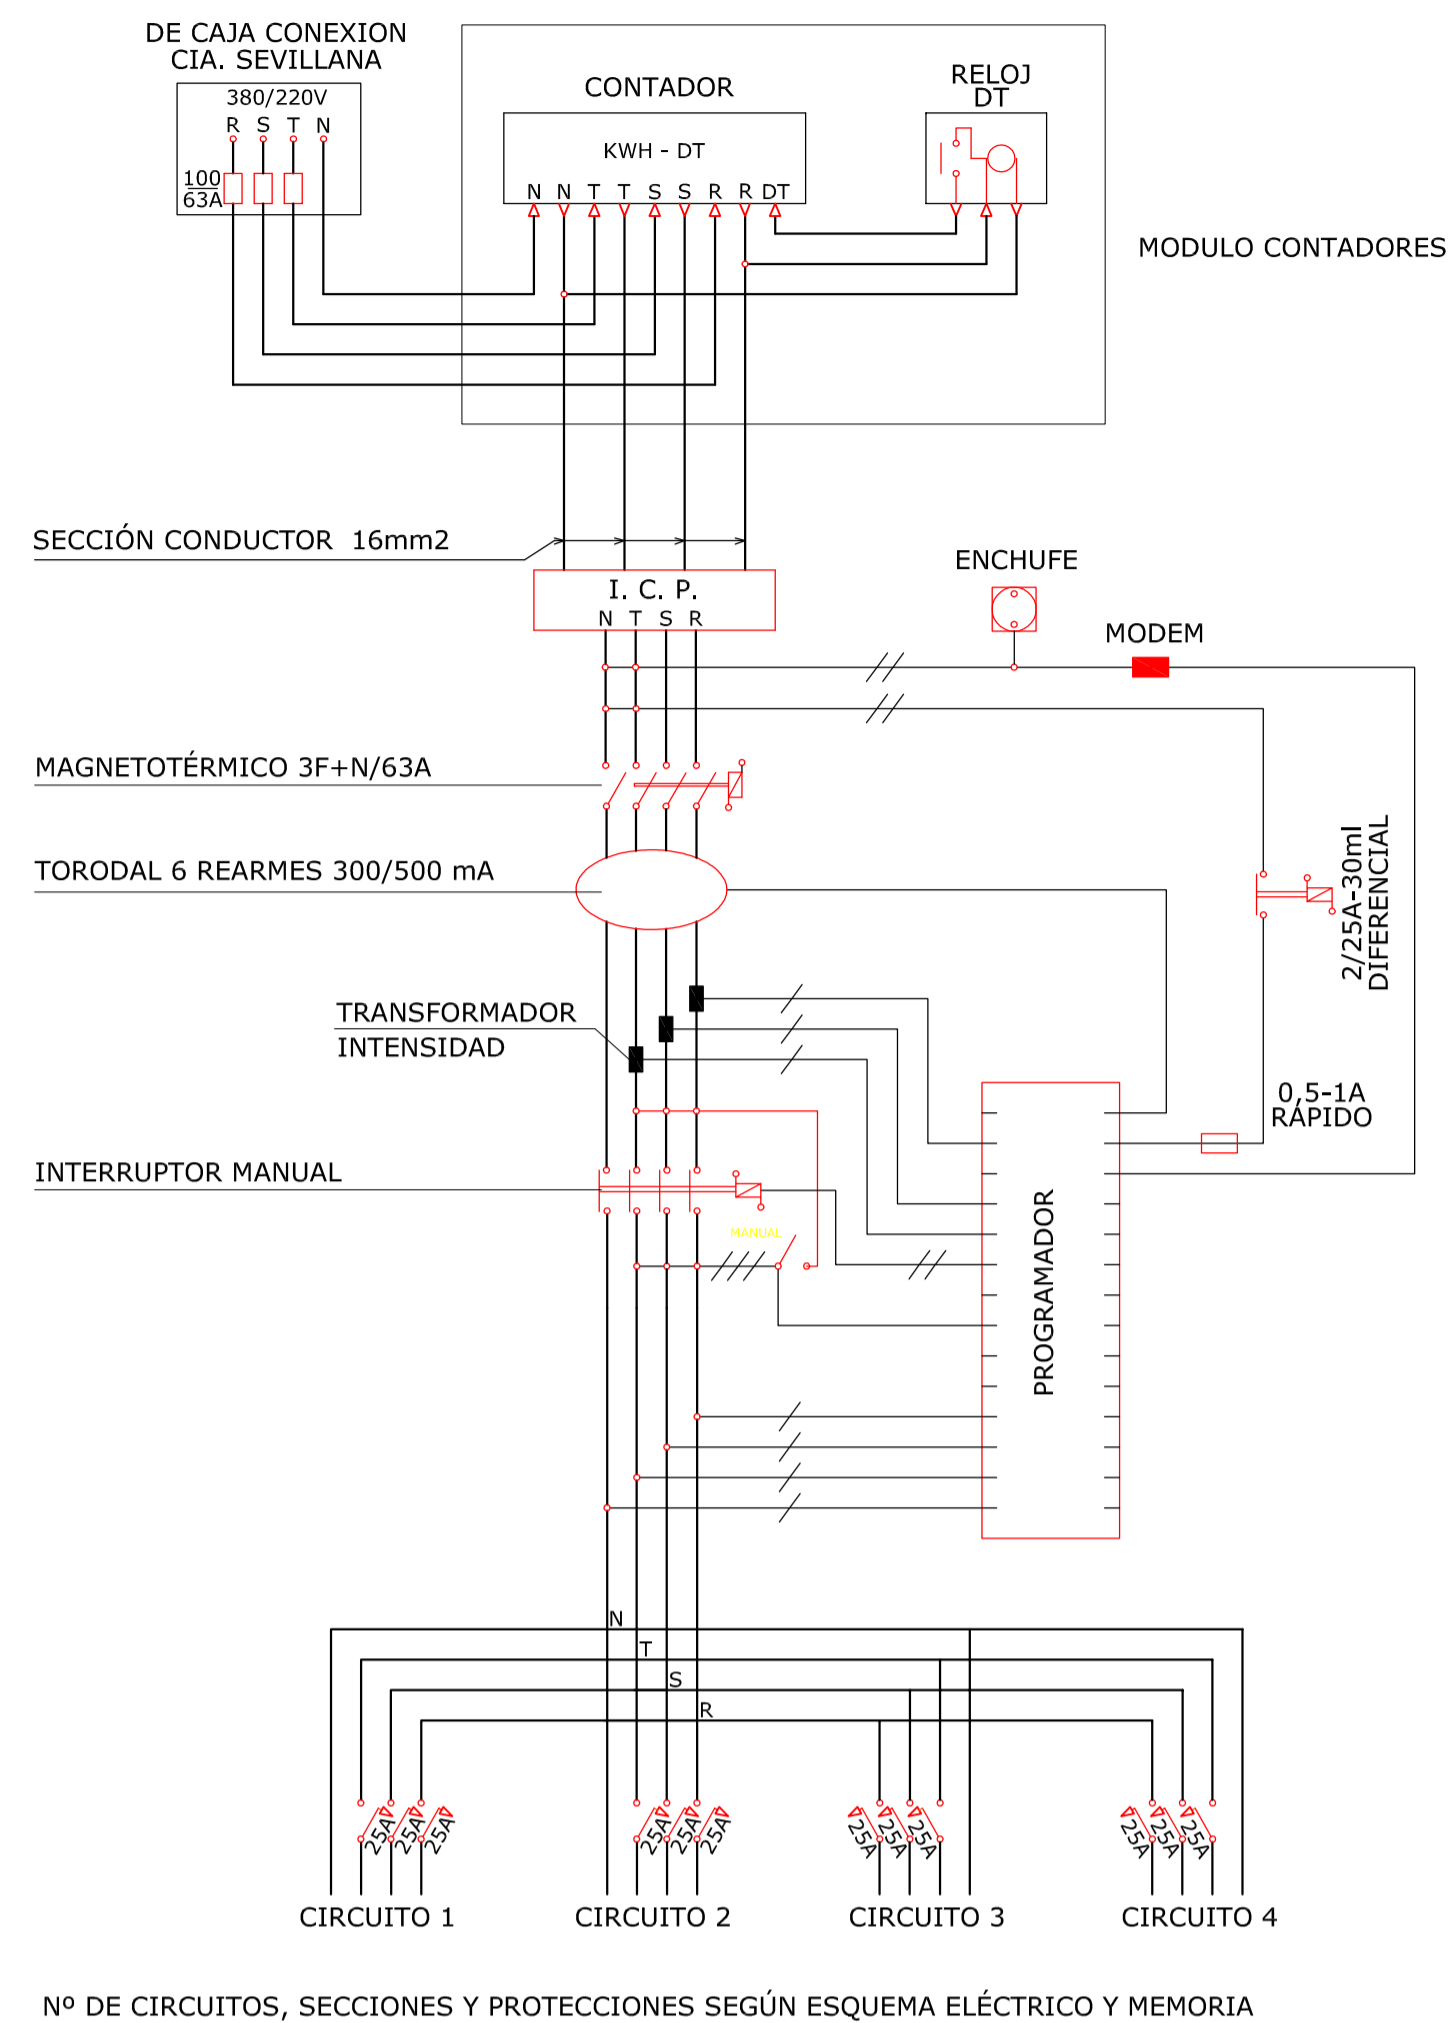 DE CAJA CONEXION
CIA. SEVILLANA
380/220V
R S T N
100
63A
CONTADOR
KWH - DT
N N T T S S R R DT
RELOJ
DT
MODULO CONTADORES
SECCIÓN CONDUCTOR 16mm2
I. C. P.
N T S R
ENCHUFE
MODEM
MAGNETOTÉRMICO 3F+N/63A
TORODAL 6 REARMES 300/500 mA
2/25A-30ml
DIFERENCIAL
TRANSFORMADOR
INTENSIDAD
0,5-1A
RÁPIDO
INTERRUPTOR MANUAL
MANUAL
PROGRAMADOR
N
T
S
R
25A 25A 25A
25A 25A 25A
25A 25A 25A
25A 25A 25A
CIRCUITO 1
CIRCUITO 2
CIRCUITO 3
CIRCUITO 4
Nº DE CIRCUITOS, SECCIONES Y PROTECCIONES SEGÚN ESQUEMA ELÉCTRICO Y MEMORIA